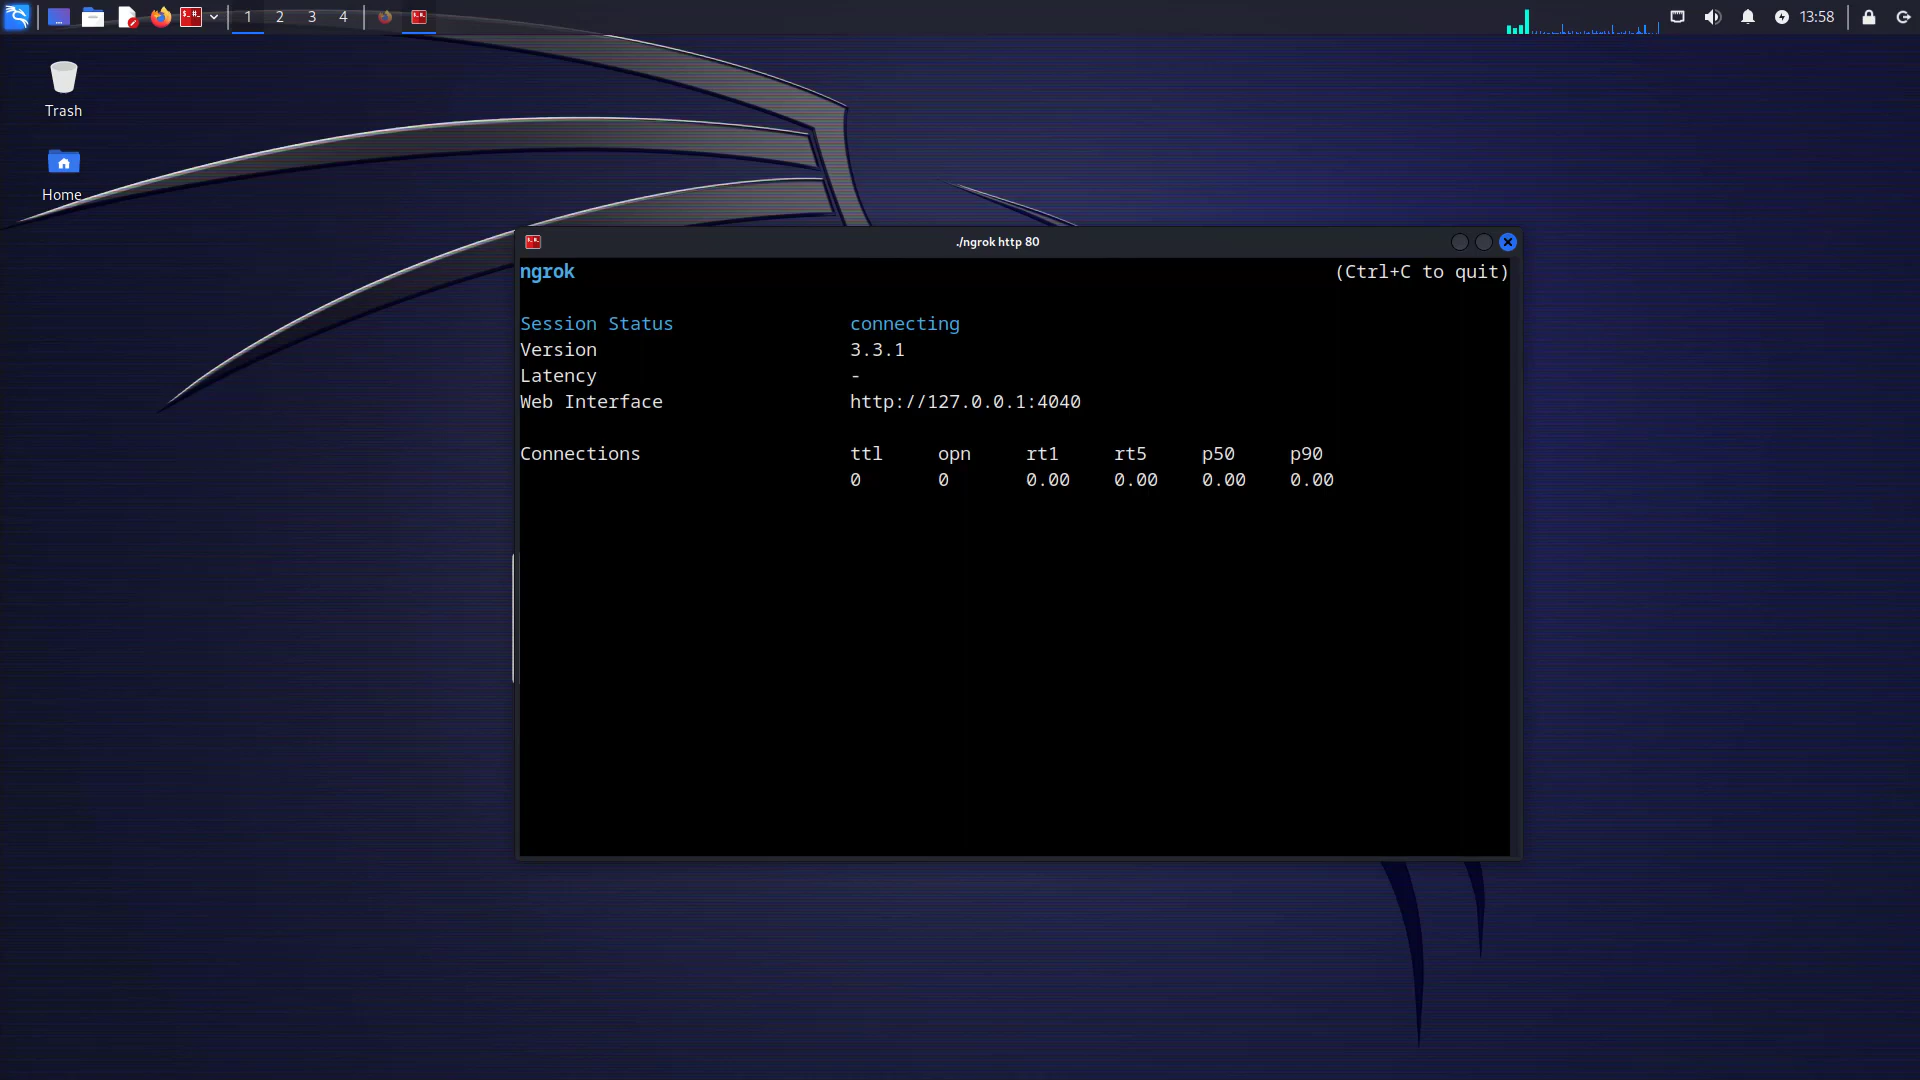 1 2 3 4 13:58
Trash
Home
./ngrok http 80
ngrok (Ctrl+C to quit)
Session Status connecting
Version 3.3.1
Latency -
Web Interface http://127.0.0.1:4040
Connections ttl opn rt1 rt5 p50 p90
0 0 0.00 0.00 0.00 0.00